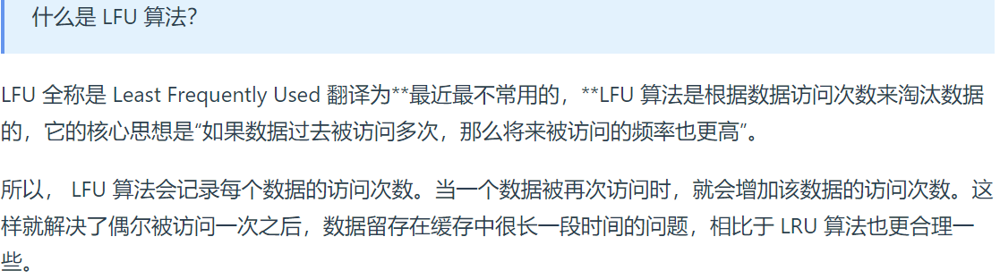 什么是 LFU 算法?
LFU 全称是 Least Frequently Used 翻译为**最近最不常用的，**LFU 算法是根据数据访问次数来淘汰数据
的，它的核心思想是“如果数据过去被访问多次，那么将来被访问的频率也更高”。
所以， LFU 算法会记录每个数据的访问次数。当一个数据被再次访问时，就会增加该数据的访问次数。这
样就解决了偶尔被访问一次之后，数据留存在缓存中很长一段时间的问题，相比于 LRU 算法也更合理一
些。